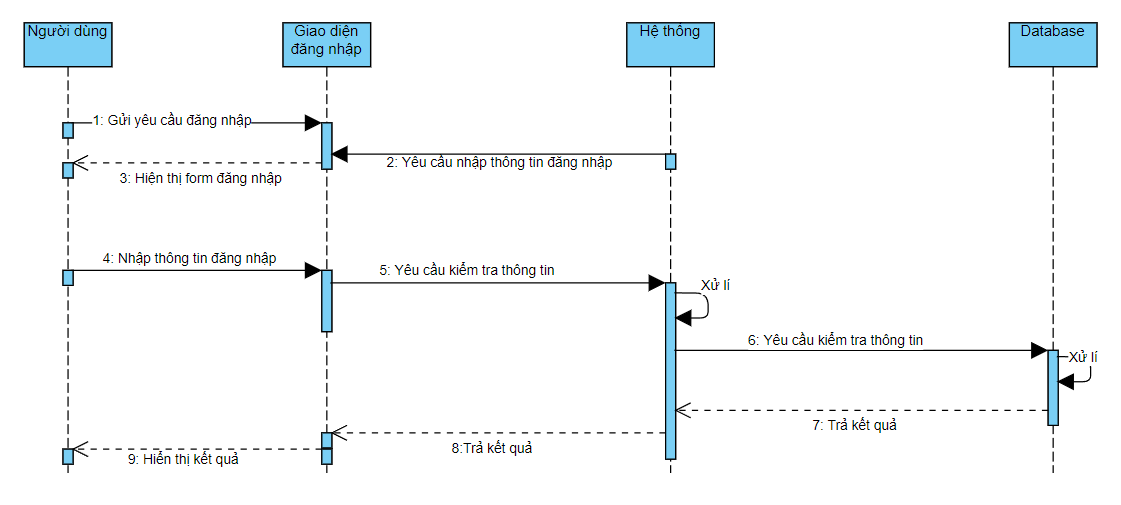 Người dùng
Giao diện
đăng nhập
Hệ thông
Database
1: Gửi yêu cầu đăng nhập
2: Yêu cầu nhập thông tin đăng nhập
3: Hiện thị form đăng nhập
4: Nhập thông tin đăng nhập
5: Yêu cầu kiểm tra thông tin
Xử lí
6: Yêu cầu kiểm tra thông tin
Xử lí
7: Trả kết quả
8:Trả kết quả
9: Hiển thị kết quả